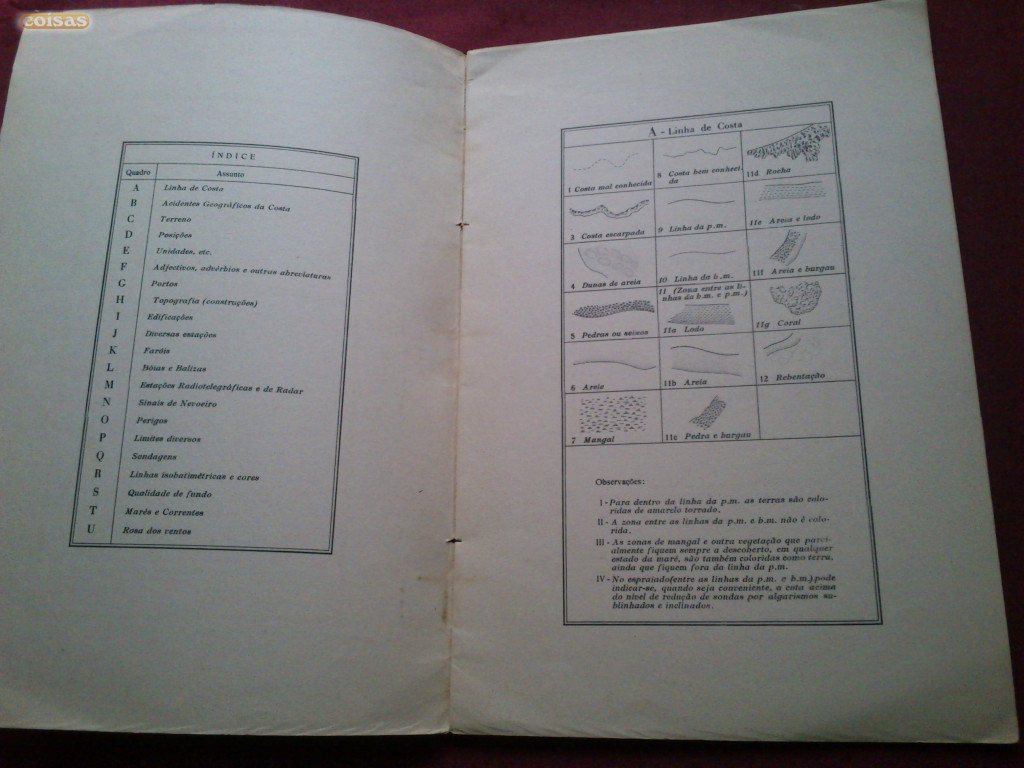 coisas
ÍNDICE
Quadro Assunto
A Linha de Costa
B Acidentes Geográficos da Costa
C Terreno
D Posições
E Unidades, etc.
F Adjectivos, advérbios e outras abreviaturas
G Portos
H Topografia (construções)
I Edificações
J Diversas estações
K Faróis
L Bóias e Balizas
M Estações Radiotelegráficas e de Radar
N Sinais de Nevoeiro
O Perigos
P Limites diversos
Q Sondagens
R Linhas isobatimétricas e cores
S Qualidade de fundo
T Marés e Correntes
U Rosa dos ventos
A - Linha de Costa
1 Costa mal conhecida
8 Costa bem conheci
da
11d Rocha
3 Costa escarpada
9 Linha da p.m.
11e Areia e lodo
4 Dunas de areia
10 Linha da b.m.
11f Areia e burgau
11 (Zona entre as li-
nhas da b.m. e p.m.)
5 Pedras ou seixos
11a Lodo
11g Coral
6 Areia
11b Areia
12 Rebentação
7 Mangal
11c Pedra e burgau
Observações:
I - Para dentro da linha da p.m. as terras são colo-
ridas de amarelo torrado.
II - A zona entre as linhas da p.m. e b.m. não é colo-
rida.
III - As zonas de mangal e outra vegetação que parci-
almente fiquem sempre a descoberto, em qualquer
estado da maré, são também coloridas como terra,
ainda que fiquem fora da linha da p.m.
IV - No espraiado(entre as linhas da p.m. e b.m.) pode
indicar-se, quando seja conveniente, a cota acima
do nível de redução de sondas por algarismos su-
blinhados e inclinados.